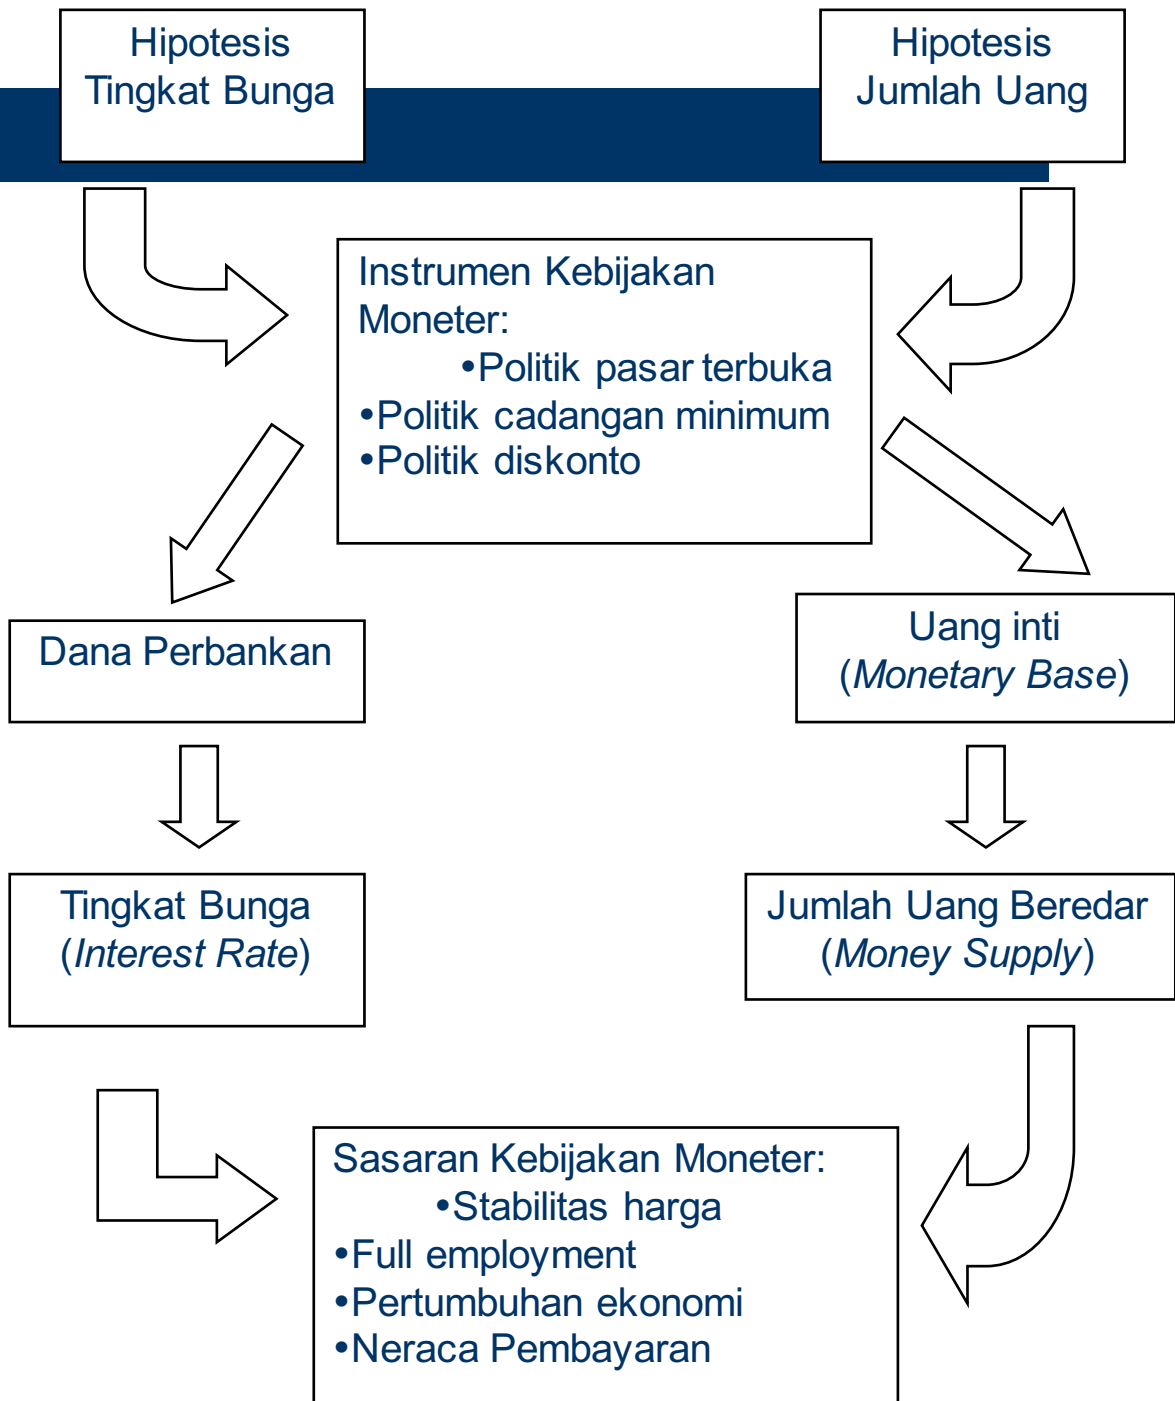 Hipotesis
Tingkat Bunga
Hipotesis
Jumlah Uang
Instrumen Kebijakan
Moneter:
•Politik pasar terbuka
•Politik cadangan minimum
•Politik diskonto
Dana Perbankan
Uang inti
(Monetary Base)
Tingkat Bunga
(Interest Rate)
Jumlah Uang Beredar
(Money Supply)
Sasaran Kebijakan Moneter:
•Stabilitas harga
•Full employment
•Pertumbuhan ekonomi
•Neraca Pembayaran